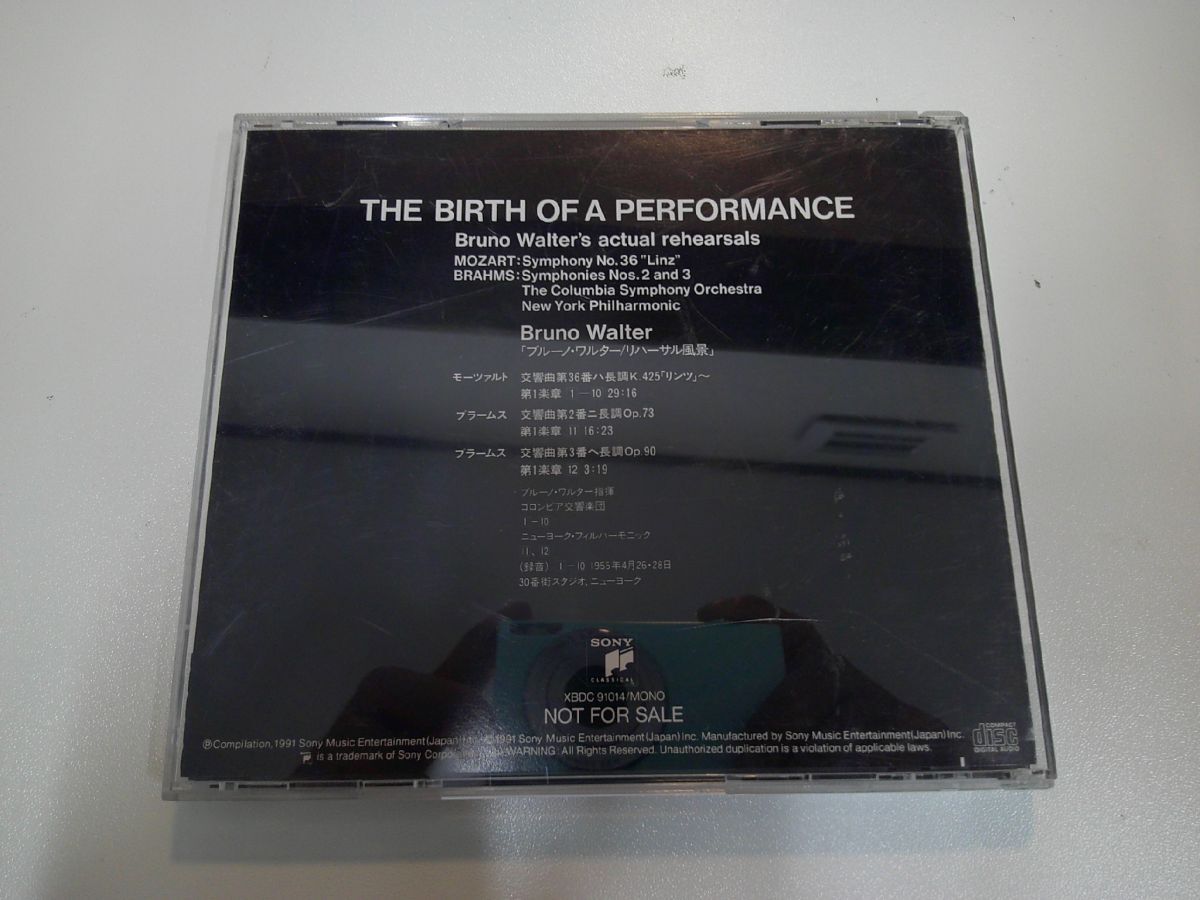 THE BIRTH OF A PERFORMANCE
Bruno Walter's actual rehearsals
MOZART: Symphony No. 36 "Linz"
BRAHMS: Symphonies Nos. 2 and 3
The Columbia Symphony Orchestra
New York Philharmonic
Bruno Walter
「ブルーノ・ワルター/リハーサル風景」
モーツァルト 交響曲第36番ハ長調K.425「リンツ」～
第1楽章 1－10 29:16
ブラームス 交響曲第2番ニ長調Op.73
第1楽章 11 16:23
ブラームス 交響曲第3番ヘ長調Op.90
第1楽章 12 3:19
ブルーノ・ワルター指揮
コロンビア交響楽団
1－10
ニューヨーク・フィルハーモニック
11、12
(録音) 1－10 1955年4月26・28日
30番街スタジオ, ニューヨーク
SONY
CLASSICAL
XBDC 91014/MONO
NOT FOR SALE
℗Compilation, 1991 Sony Music Entertainment(Japan) 1991 Sony Music Entertainment(Japan) Inc. Manufactured by Sony Music Entertainment(Japan) Inc.
is a trademark of Sony WARNING: All Rights Reserved. Unauthorized duplication is a violation of applicable laws.
COMPACT
disc
DIGITAL AUDIO